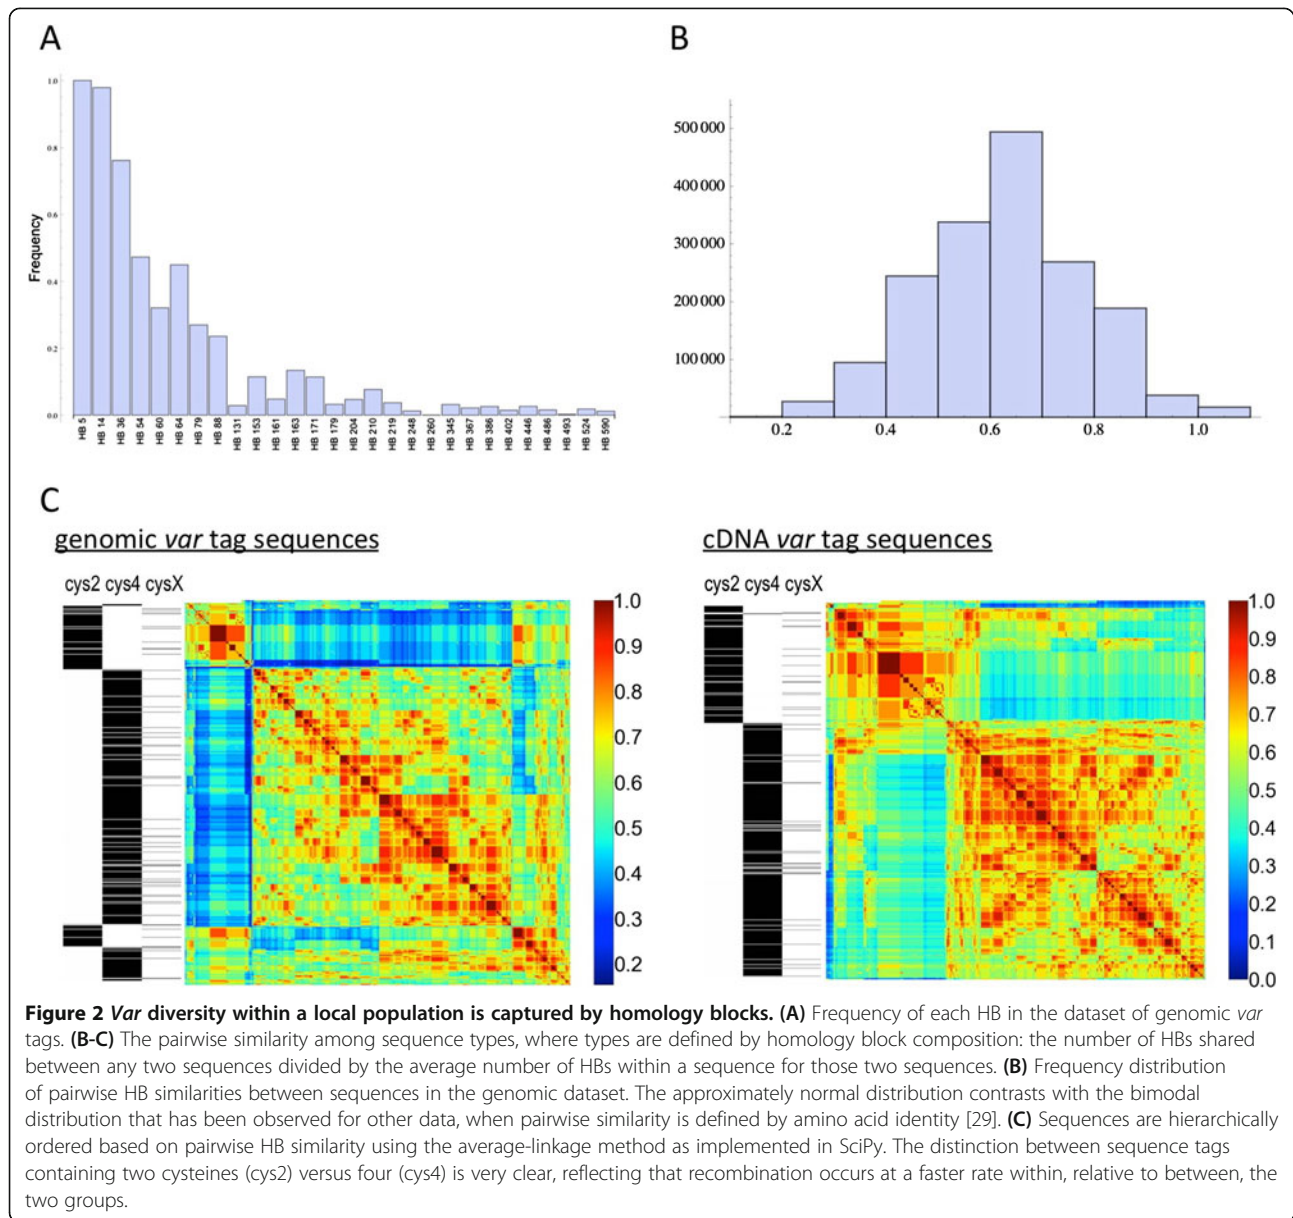 A
B
Frequency
1.0
0.8
0.6
0.4
0.2
0.0
HB 5
HB 14
HB 36
HB 54
HB 60
HB 64
HB 79
HB 88
HB 131
HB 153
HB 161
HB 163
HB 171
HB 179
HB 204
HB 210
HB 219
HB 248
HB 260
HB 345
HB 367
HB 386
HB 402
HB 446
HB 486
HB 493
HB 524
HB 590
500 000
400 000
300 000
200 000
100 000
0.2 0.4 0.6 0.8 1.0
C
genomic var tag sequences
cys2 cys4 cysX
1.0
0.9
0.8
0.7
0.6
0.5
0.4
0.3
0.2
cDNA var tag sequences
cys2 cys4 cysX
1.0
0.9
0.8
0.7
0.6
0.5
0.4
0.3
0.2
0.1
0.0
Figure 2 Var diversity within a local population is captured by homology blocks. (A) Frequency of each HB in the dataset of genomic var
tags. (B-C) The pairwise similarity among sequence types, where types are defined by homology block composition: the number of HBs shared
between any two sequences divided by the average number of HBs within a sequence for those two sequences. (B) Frequency distribution
of pairwise HB similarities between sequences in the genomic dataset. The approximately normal distribution contrasts with the bimodal
distribution that has been observed for other data, when pairwise similarity is defined by amino acid identity [29]. (C) Sequences are hierarchically
ordered based on pairwise HB similarity using the average-linkage method as implemented in SciPy. The distinction between sequence tags
containing two cysteines (cys2) versus four (cys4) is very clear, reflecting that recombination occurs at a faster rate within, relative to between, the
two groups.